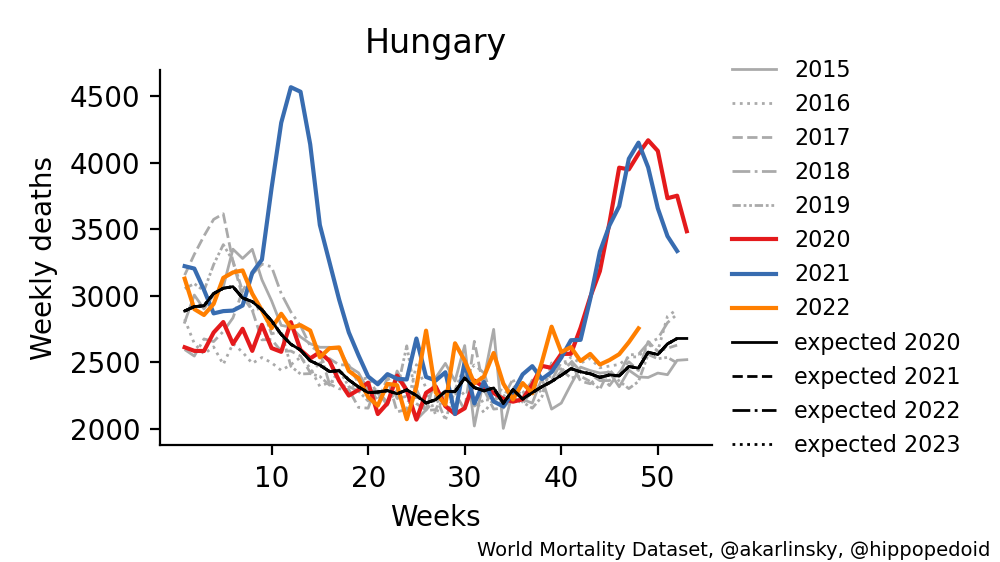 Hungary
Weekly deaths
4500
4000
3500
3000
2500
2000
10 20 30 40 50
Weeks
2015
2016
2017
2018
2019
2020
2021
2022
expected 2020
expected 2021
expected 2022
expected 2023
World Mortality Dataset, @akarlinsky, @hippopedoid